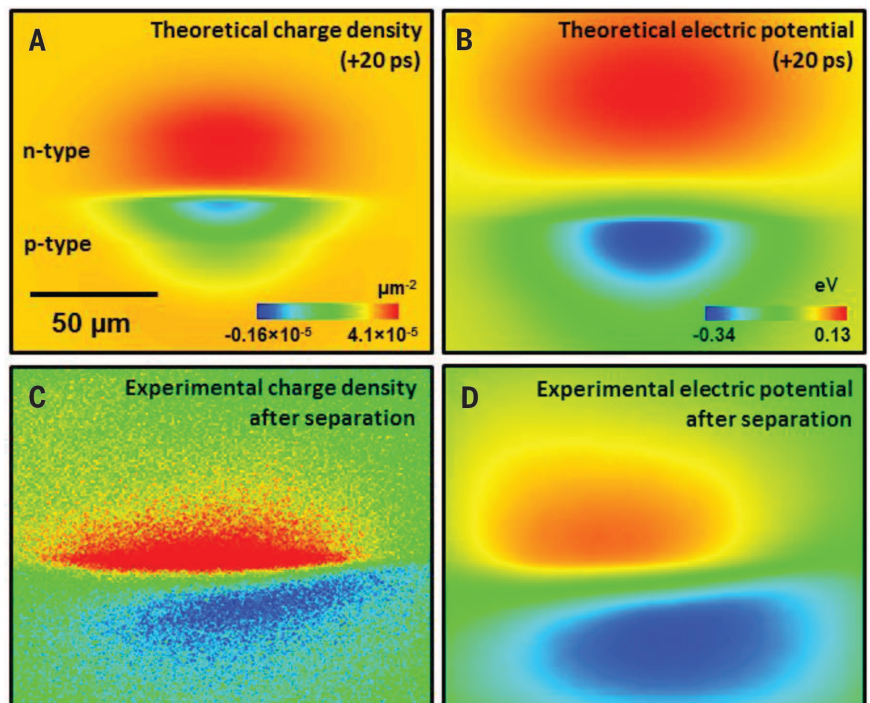 A
Theoretical charge density
(+20 ps)
n-type
p-type
50 μm
μm⁻²
-0.16×10⁻⁵
4.1×10⁻⁵
B
Theoretical electric potential
(+20 ps)
eV
-0.34
0.13
C
Experimental charge density
after separation
D
Experimental electric potential
after separation